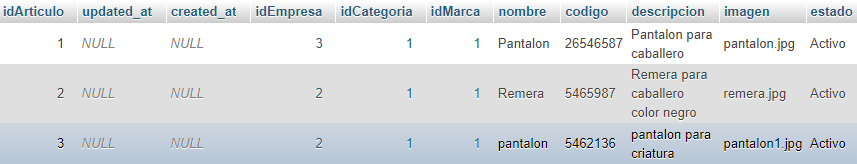 idArticulo updated_at created_at idEmpresa idCategoria idMarca nombre codigo descripcion imagen estado
1 NULL NULL 3 1 1 Pantalon 26546587 Pantalon para caballero pantalon.jpg Activo
2 NULL NULL 2 1 1 Remera 5465987 Remera para caballero color negro remera.jpg Activo
3 NULL NULL 2 1 1 pantalon 5462136 pantalon para criatura pantalon1.jpg Activo